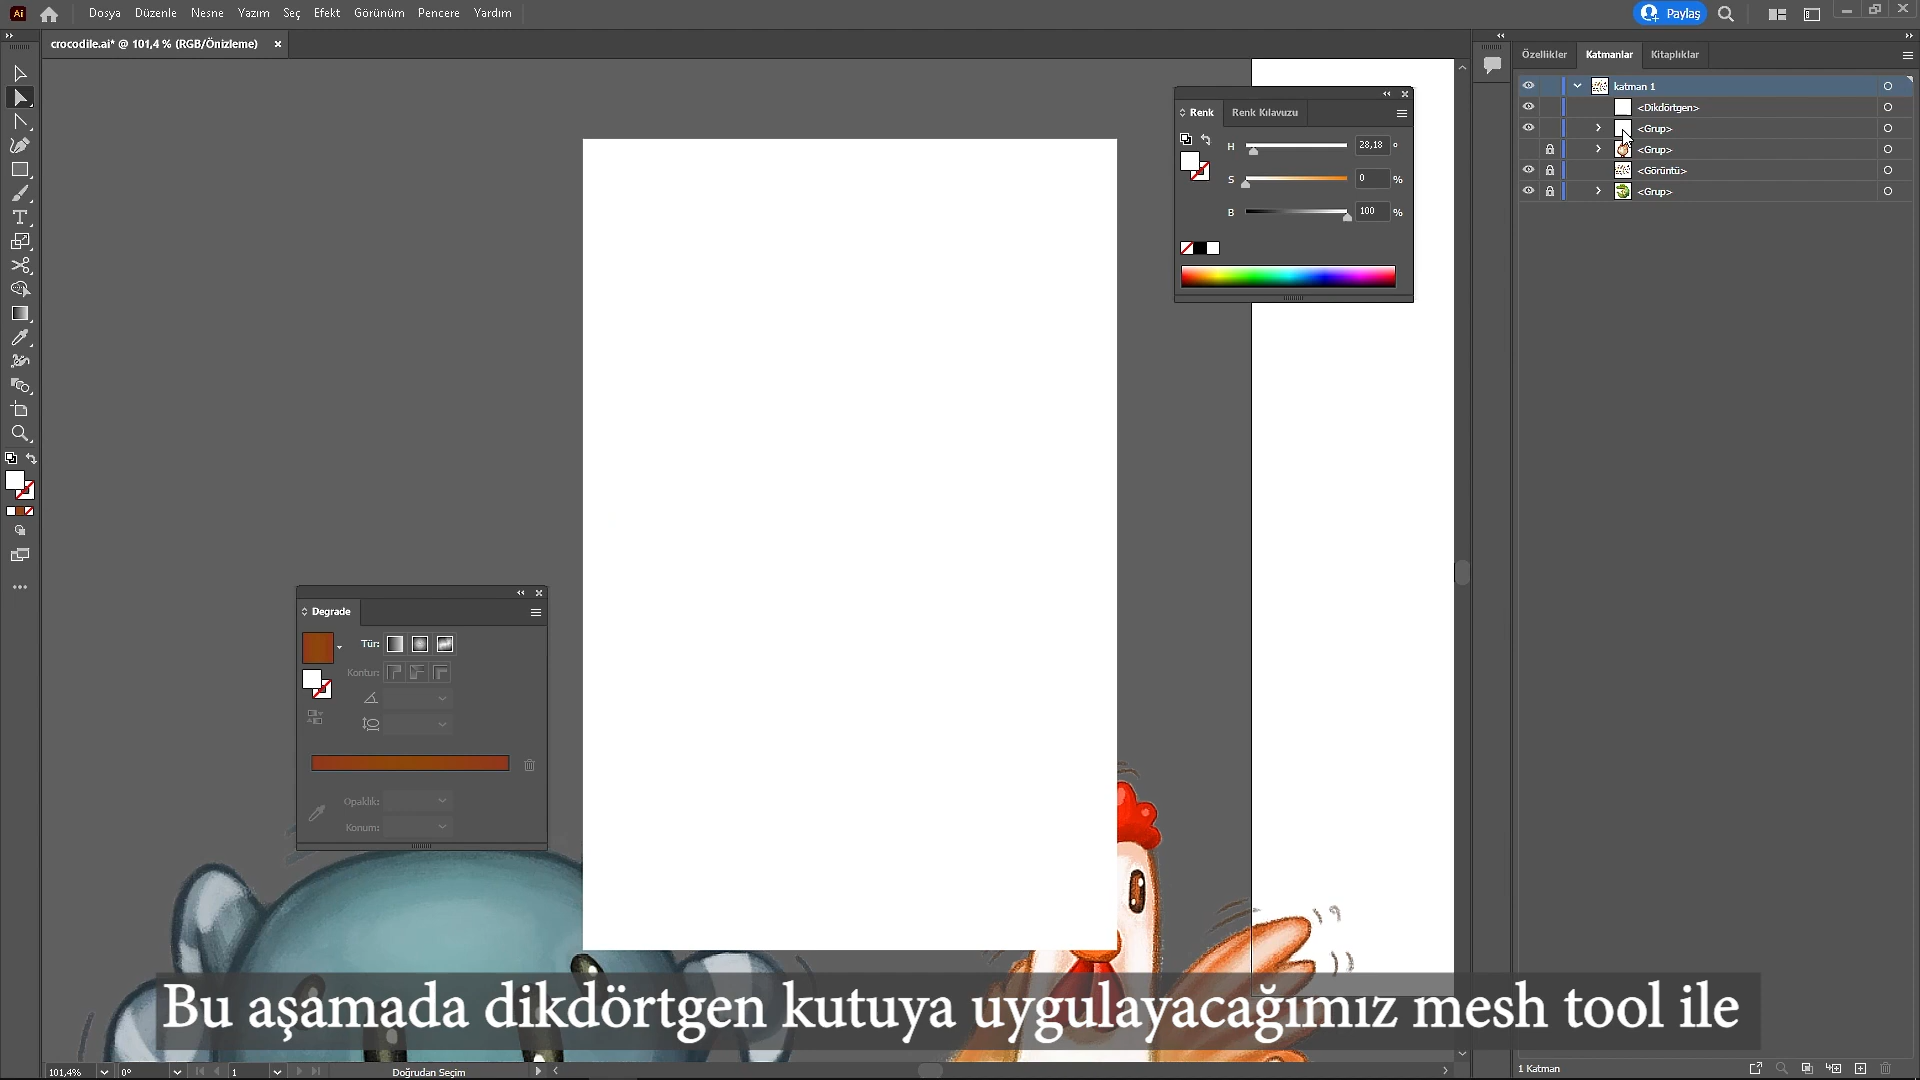 Ai
Dosya Düzenle Nesne Yazım Seç Efekt Görünüm Pencere Yardım
Paylaş
crocodile.ai* @ 101,4 % (RGB/Önizleme) ×
Özellikler Katmanlar Kitaplıklar
katman 1
<Dikdörtgen>
<Grup>
<Grup>
<Görüntü>
<Grup>
Renk Renk Kılavuzu
H 28,18 °
S 0 %
B 100 %
Degrade
Tür:
Kontur:
Opaklık:
Konum:
Bu aşamada dikdörtgen kutuya uygulayacağımız mesh tool ile
101,4% 0° 1 Doğrudan Seçim
1 Katman